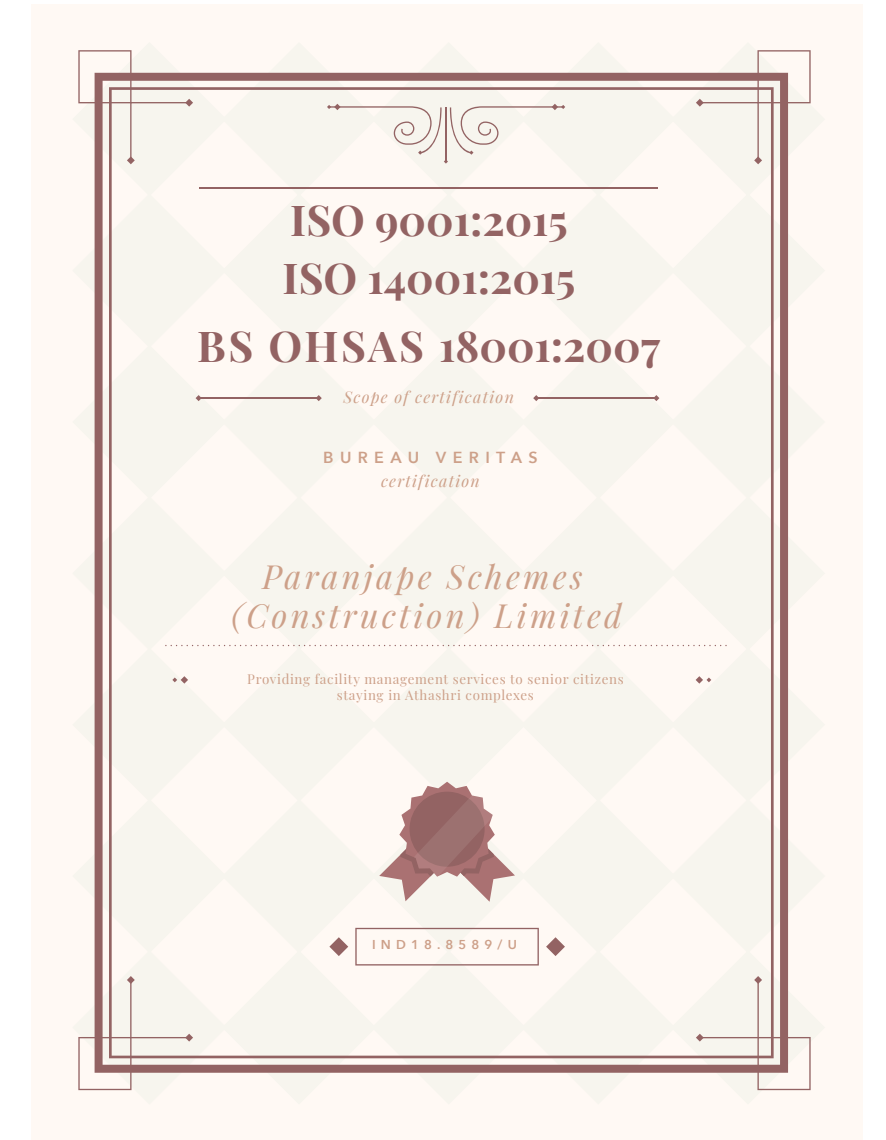 ISO 9001:2015
ISO 14001:2015
BS OHSAS 18001:2007
Scope of certification
BUREAU VERITAS
certification
Paranjape Schemes
(Construction) Limited
Providing facility management services to senior citizens
staying in Athashri complexes
IND18.8589/U